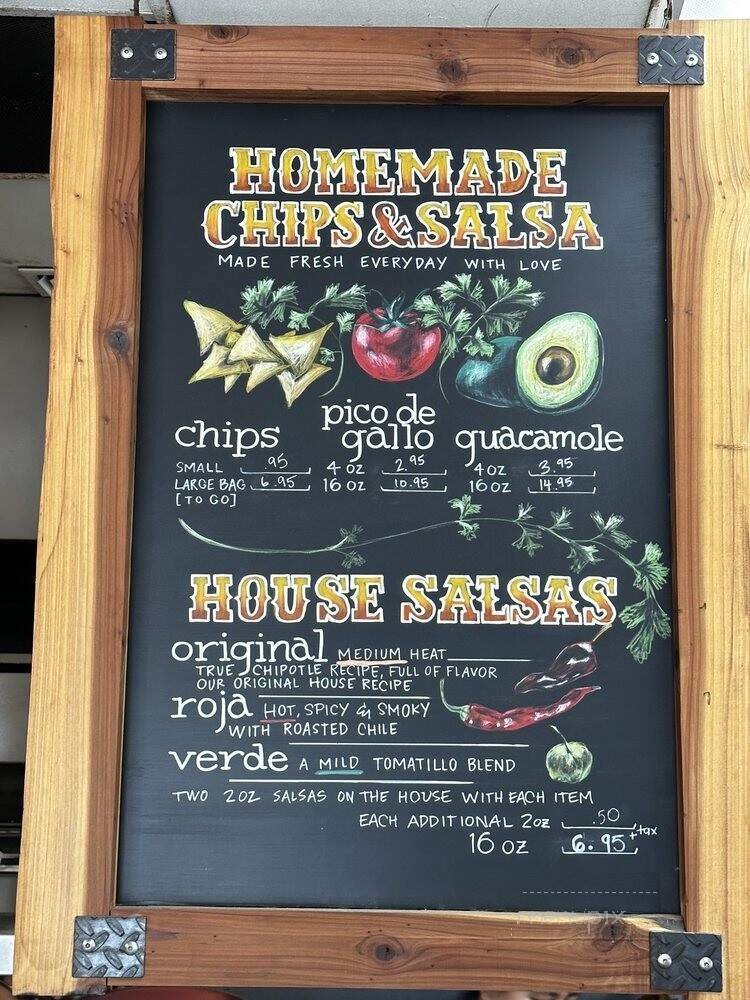 HOMEMADE
CHIPS & SALSA
MADE FRESH EVERYDAY WITH LOVE
chips
SMALL .95
LARGE BAG 6.95
[TO GO]
pico de
gallo
4 OZ 2.95
16 OZ 10.95
guacamole
4 OZ 3.95
16 OZ 14.95
HOUSE SALSAS
original MEDIUM HEAT
TRUE CHIPOTLE RECIPE, FULL OF FLAVOR
OUR ORIGINAL HOUSE RECIPE
roja HOT, SPICY & SMOKY
WITH ROASTED CHILE
verde A MILD TOMATILLO BLEND
TWO 2OZ SALSAS ON THE HOUSE WITH EACH ITEM
EACH ADDITIONAL 2oz .50
16 oz 6.95 +tax